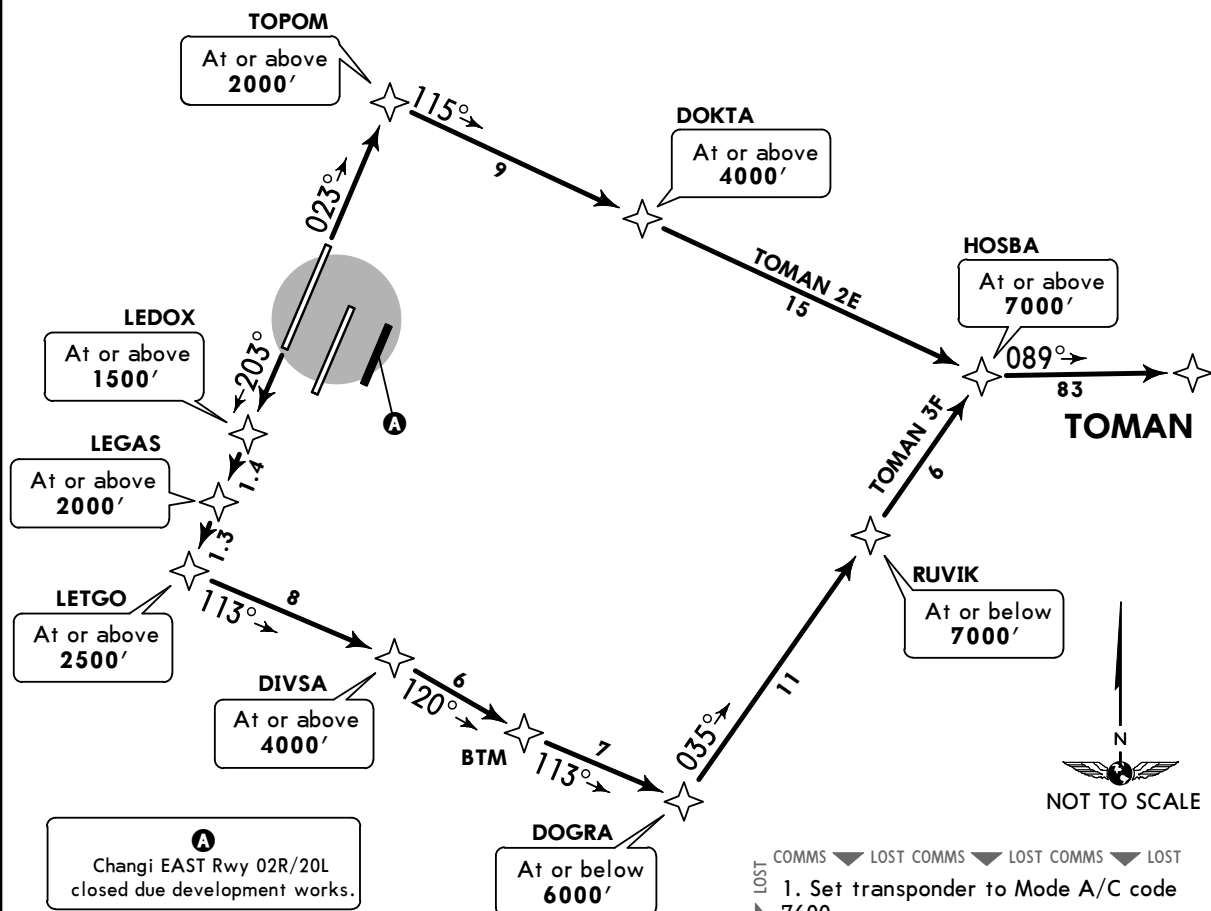 TOPOM
At or above
2000′
115°
9
DOKTA
At or above
4000′
023°
TOMAN 2E
15
HOSBA
At or above
7000′
LEDOX
At or above
1500′
203°
089°
83
TOMAN
A
LEGAS
At or above
2000′
1.4
TOMAN 3F
6
1.3
RUVIK
At or below
7000′
LETGO
At or above
2500′
113°
8
DIVSA
At or above
4000′
6
120°
BTM
7
113°
035°
11
DOGRA
At or below
6000′
N
NOT TO SCALE
A
Changi EAST Rwy 02R/20L
closed due development works.
LOST COMMS LOST COMMS LOST COMMS LOST
1. Set transponder to Mode A/C code
7600